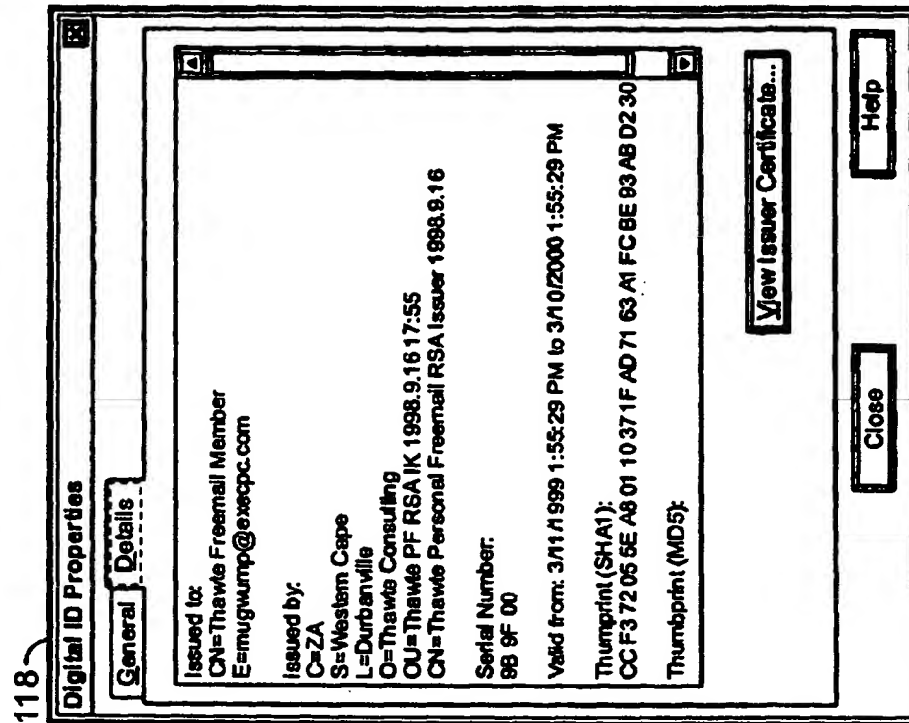 118
Digital ID Properties
General Details
Issued to:
CN=Thawte Freemail Member
E=mugwump@execpc.com
Issued by:
C=ZA
S=Western Cape
L=Durbanville
O=Thawte Consulting
OU=Thawte PF RSA IK 1998.9.16 17:55
CN=Thawte Personal Freemail RSA Issuer 1998.9.16
Serial Number:
9B 9F 00
Valid from: 3/11/1999 1:55:29 PM to 3/10/2000 1:55:29 PM
Thumprint (SHA1):
CC F3 72 05 5E A8 01 10 37 1F AD 71 63 A1 FC BE 93 AB D2 30
Thumbprint (MD5):
View Issuer Certificate...
Close Help